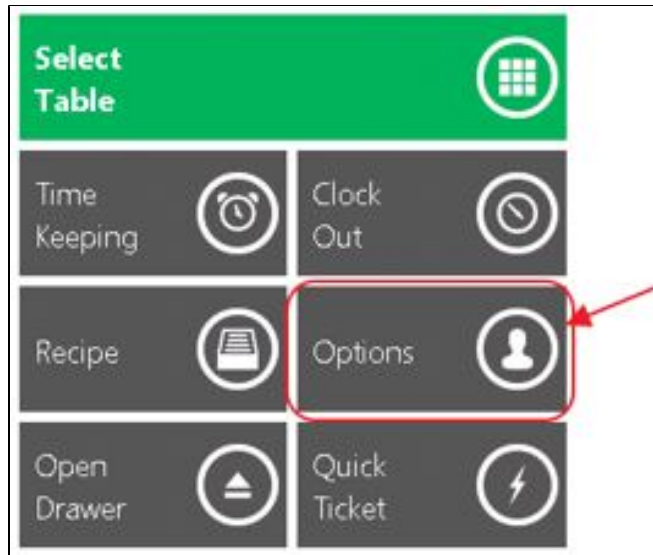 Select
Table
Time
Keeping
Clock
Out
Recipe
Options
Open
Drawer
Quick
Ticket